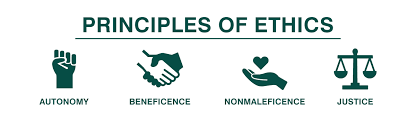 PRINCIPLES OF ETHICS
AUTONOMY
BENEFICENCE
NONMALEFICENCE
JUSTICE